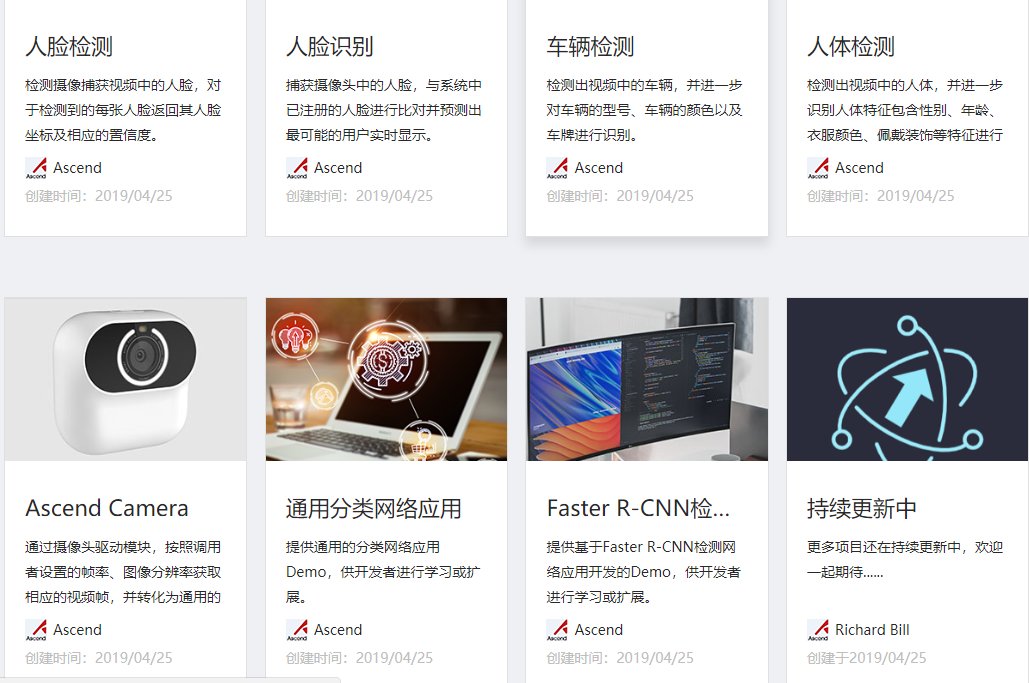 人脸检测
检测摄像捕获视频中的人脸，对
于检测到的每张人脸返回其人脸
坐标及相应的置信度。
Ascend
创建时间：2019/04/25
人脸识别
捕获摄像头中的人脸，与系统中
已注册的人脸进行比对并预测出
最可能的用户实时显示。
Ascend
创建时间：2019/04/25
车辆检测
检测出视频中的车辆，并进一步
对车辆的型号、车辆的颜色以及
车牌进行识别。
Ascend
创建时间：2019/04/25
人体检测
检测出视频中的人体，并进一步
识别人体特征包含性别、年龄、
衣服颜色、佩戴装饰等特征进行
Ascend
创建时间：2019/04/25
Ascend Camera
通过摄像头驱动模块，按照调用
者设置的帧率、图像分辨率获取
相应的视频帧，并转化为通用的
Ascend
创建时间：2019/04/25
通用分类网络应用
提供通用的分类网络应用
Demo，供开发者进行学习或扩
展。
Ascend
创建时间：2019/04/25
Faster R-CNN检...
提供基于Faster R-CNN检测网
络应用开发的Demo，供开发者
进行学习或扩展。
Ascend
创建时间：2019/04/25
持续更新中
更多项目还在持续更新中，欢迎
一起期待......
Richard Bill
创建于2019/04/25